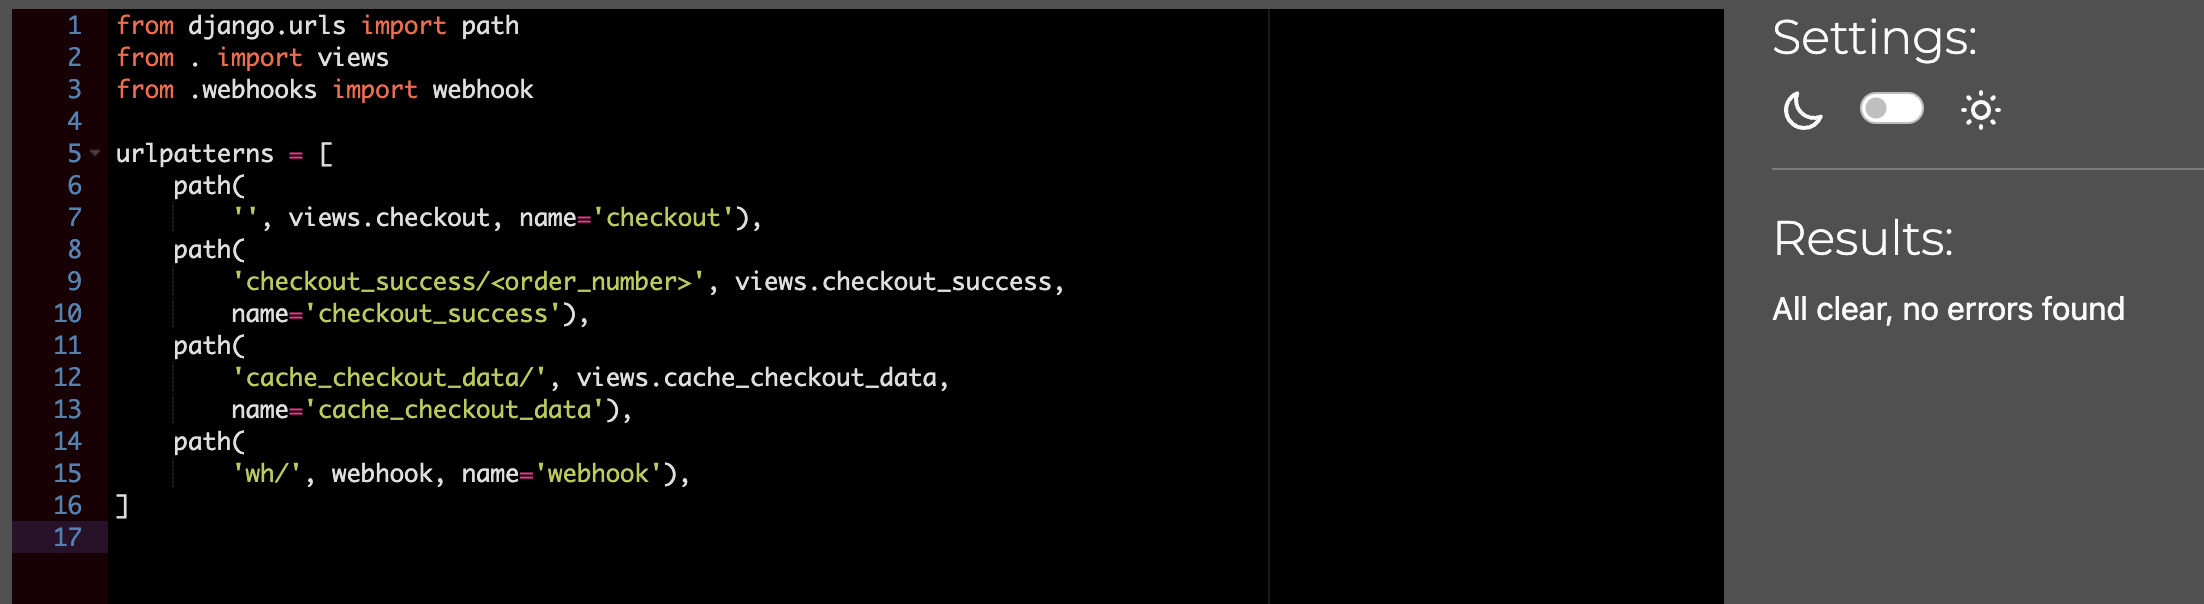 1 from django.urls import path
2 from . import views
3 from .webhooks import webhook
4
5 urlpatterns = [
6     path(
7         '', views.checkout, name='checkout'),
8     path(
9         'checkout_success/<order_number>', views.checkout_success,
10         name='checkout_success'),
11     path(
12         'cache_checkout_data/', views.cache_checkout_data,
13         name='cache_checkout_data'),
14     path(
15         'wh/', webhook, name='webhook'),
16 ]
17
Settings:
Results:
All clear, no errors found